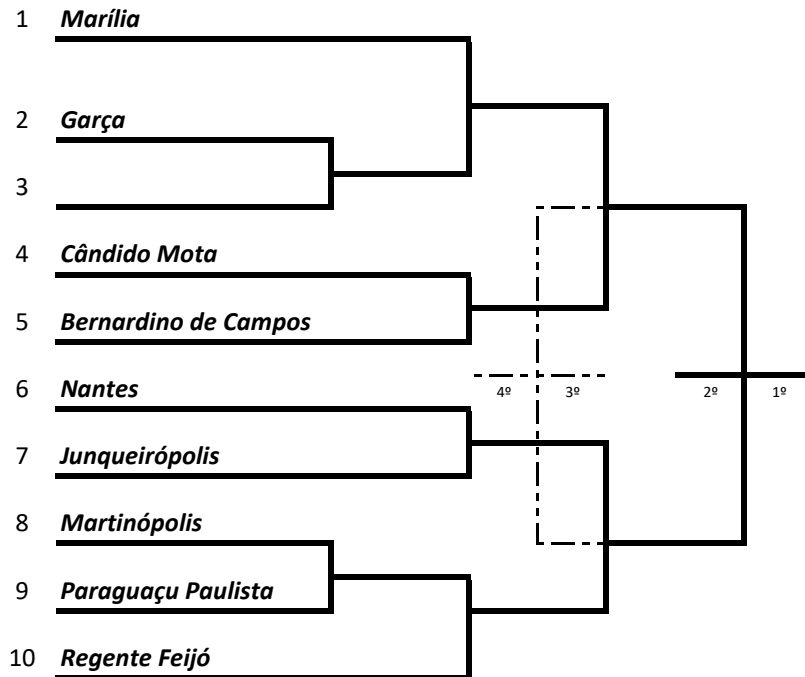 1 Marília
2 Garça
3
4 Cândido Mota
5 Bernardino de Campos
4º 3º 2º 1º
6 Nantes
7 Junqueirópolis
8 Martinópolis
9 Paraguaçu Paulista
10 Regente Feijó